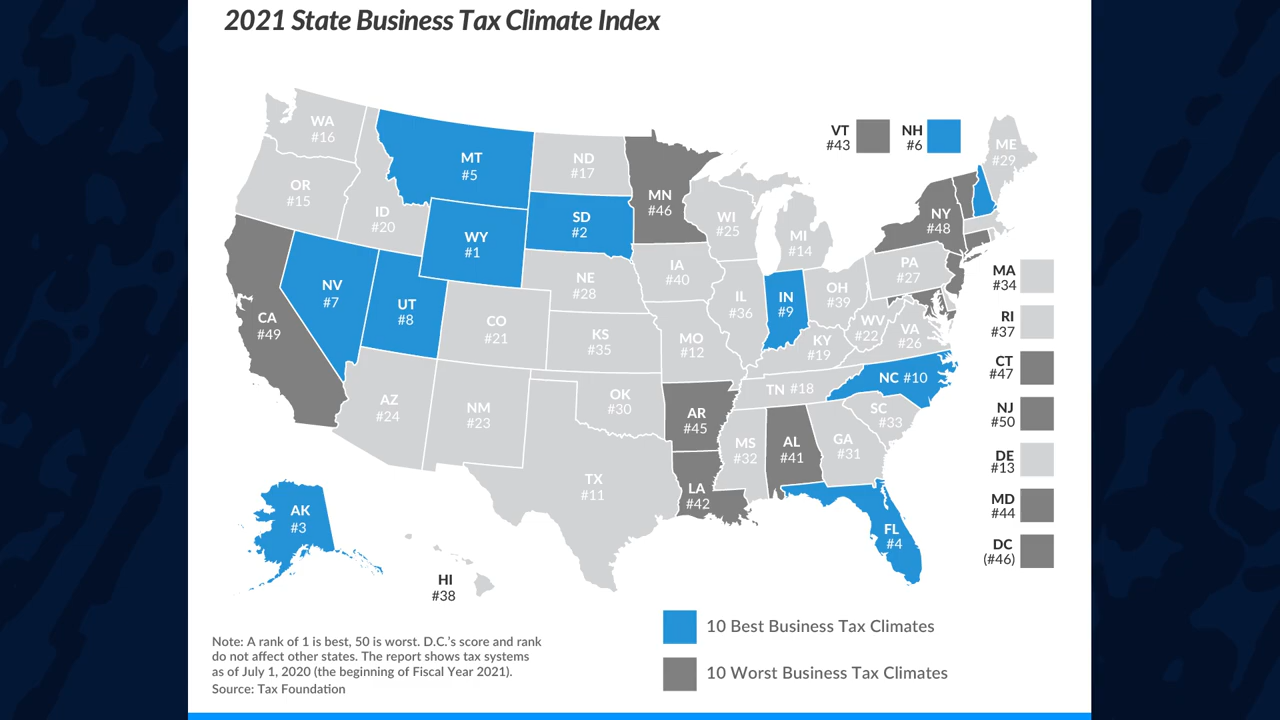 2021 State Business Tax Climate Index
WA
#16
MT
#5
ND
#17
MN
#46
VT
#43
NH
#6
ME
#29
OR
#15
ID
#20
WY
#1
SD
#2
WI
#25
MI
#14
NY
#48
NV
#7
UT
#8
CO
#21
NE
#28
IA
#40
IL
#36
IN
#9
OH
#39
PA
#27
MA
#34
CA
#49
KS
#35
MO
#12
KY
#19
WV
#22
VA
#26
RI
#37
AZ
#24
NM
#23
OK
#30
AR
#45
TN #18
NC #10
CT
#47
TX
#11
LA
#42
MS
#32
AL
#41
GA
#31
SC
#33
NJ
#50
DE
#13
AK
#3
FL
#4
MD
#44
HI
#38
DC
(#46)
Note: A rank of 1 is best, 50 is worst. D.C.'s score and rank
do not affect other states. The report shows tax systems
as of July 1, 2020 (the beginning of Fiscal Year 2021).
Source: Tax Foundation
10 Best Business Tax Climates
10 Worst Business Tax Climates